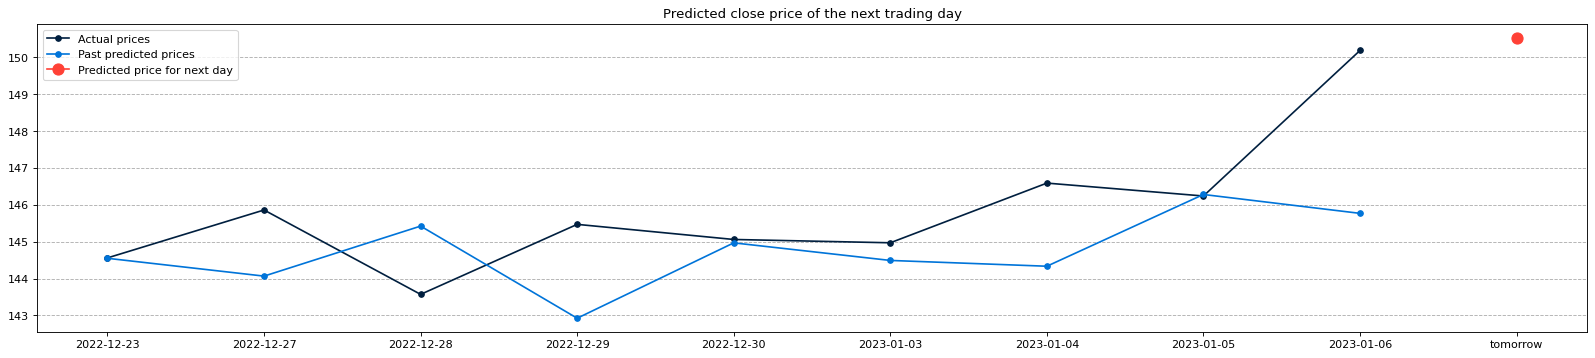 Predicted close price of the next trading day
Actual prices
Past predicted prices
Predicted price for next day
150
149
148
147
146
145
144
143
2022-12-23 2022-12-27 2022-12-28 2022-12-29 2022-12-30 2023-01-03 2023-01-04 2023-01-05 2023-01-06 tomorrow